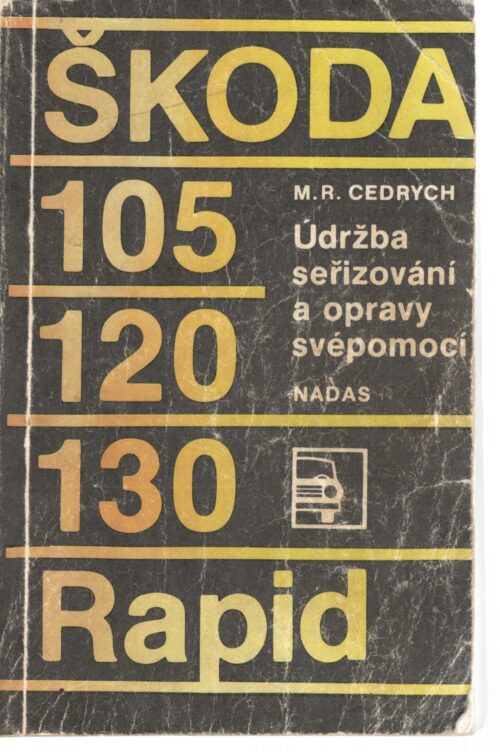 ŠKODA
105
120
130
Rapid
M.R. CEDRYCH
Údržba
seřizování
a opravy
svépomocí
NADAS